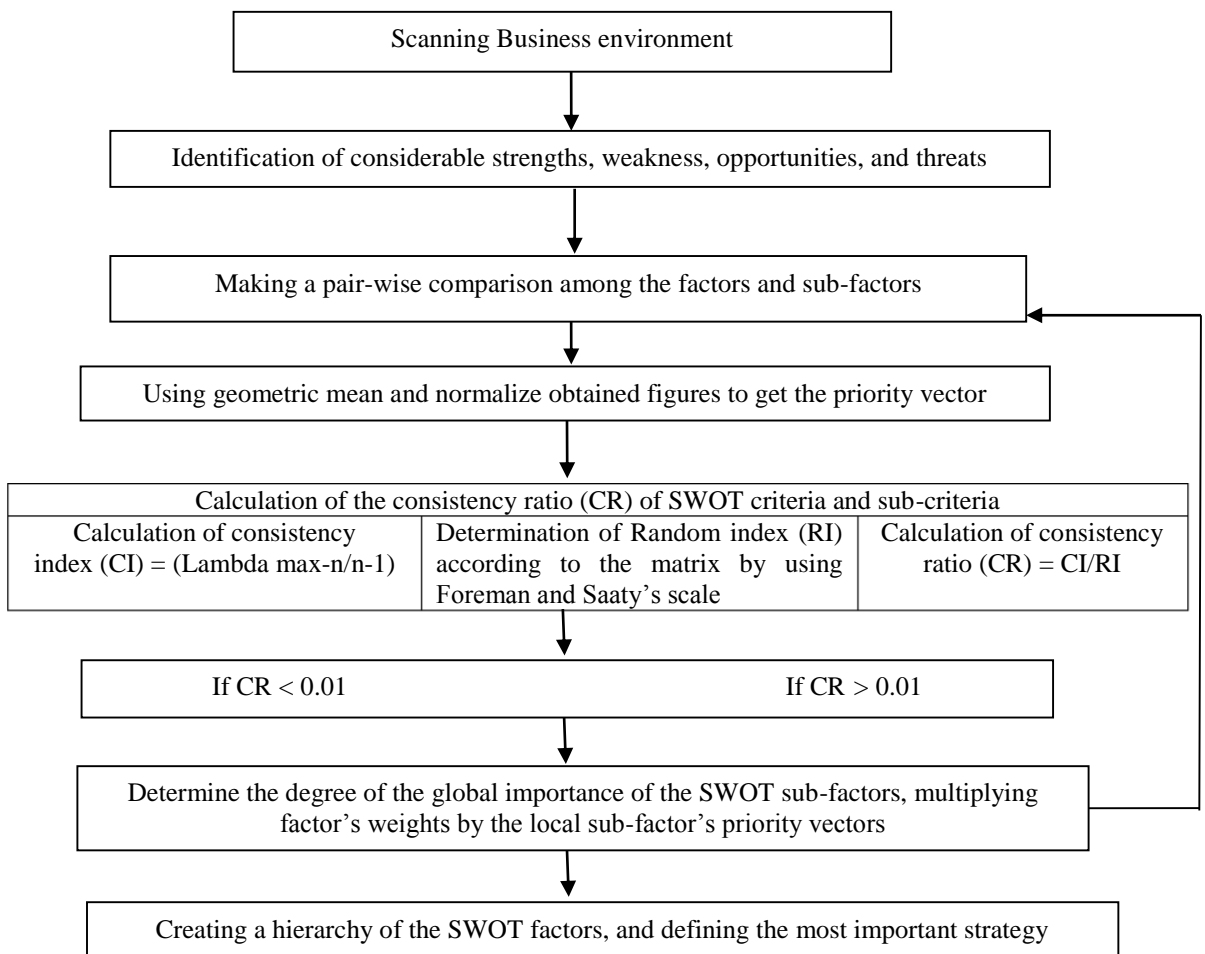 Scanning Business environment
Identification of considerable strengths, weakness, opportunities, and threats
Making a pair-wise comparison among the factors and sub-factors
Using geometric mean and normalize obtained figures to get the priority vector
Calculation of the consistency ratio (CR) of SWOT criteria and sub-criteria
Calculation of consistency
index (CI) = (Lambda max-n/n-1)
Determination of Random index (RI)
according to the matrix by using
Foreman and Saaty's scale
Calculation of consistency
ratio (CR) = CI/RI
If CR < 0.01 If CR > 0.01
Determine the degree of the global importance of the SWOT sub-factors, multiplying
factor's weights by the local sub-factor's priority vectors
Creating a hierarchy of the SWOT factors, and defining the most important strategy